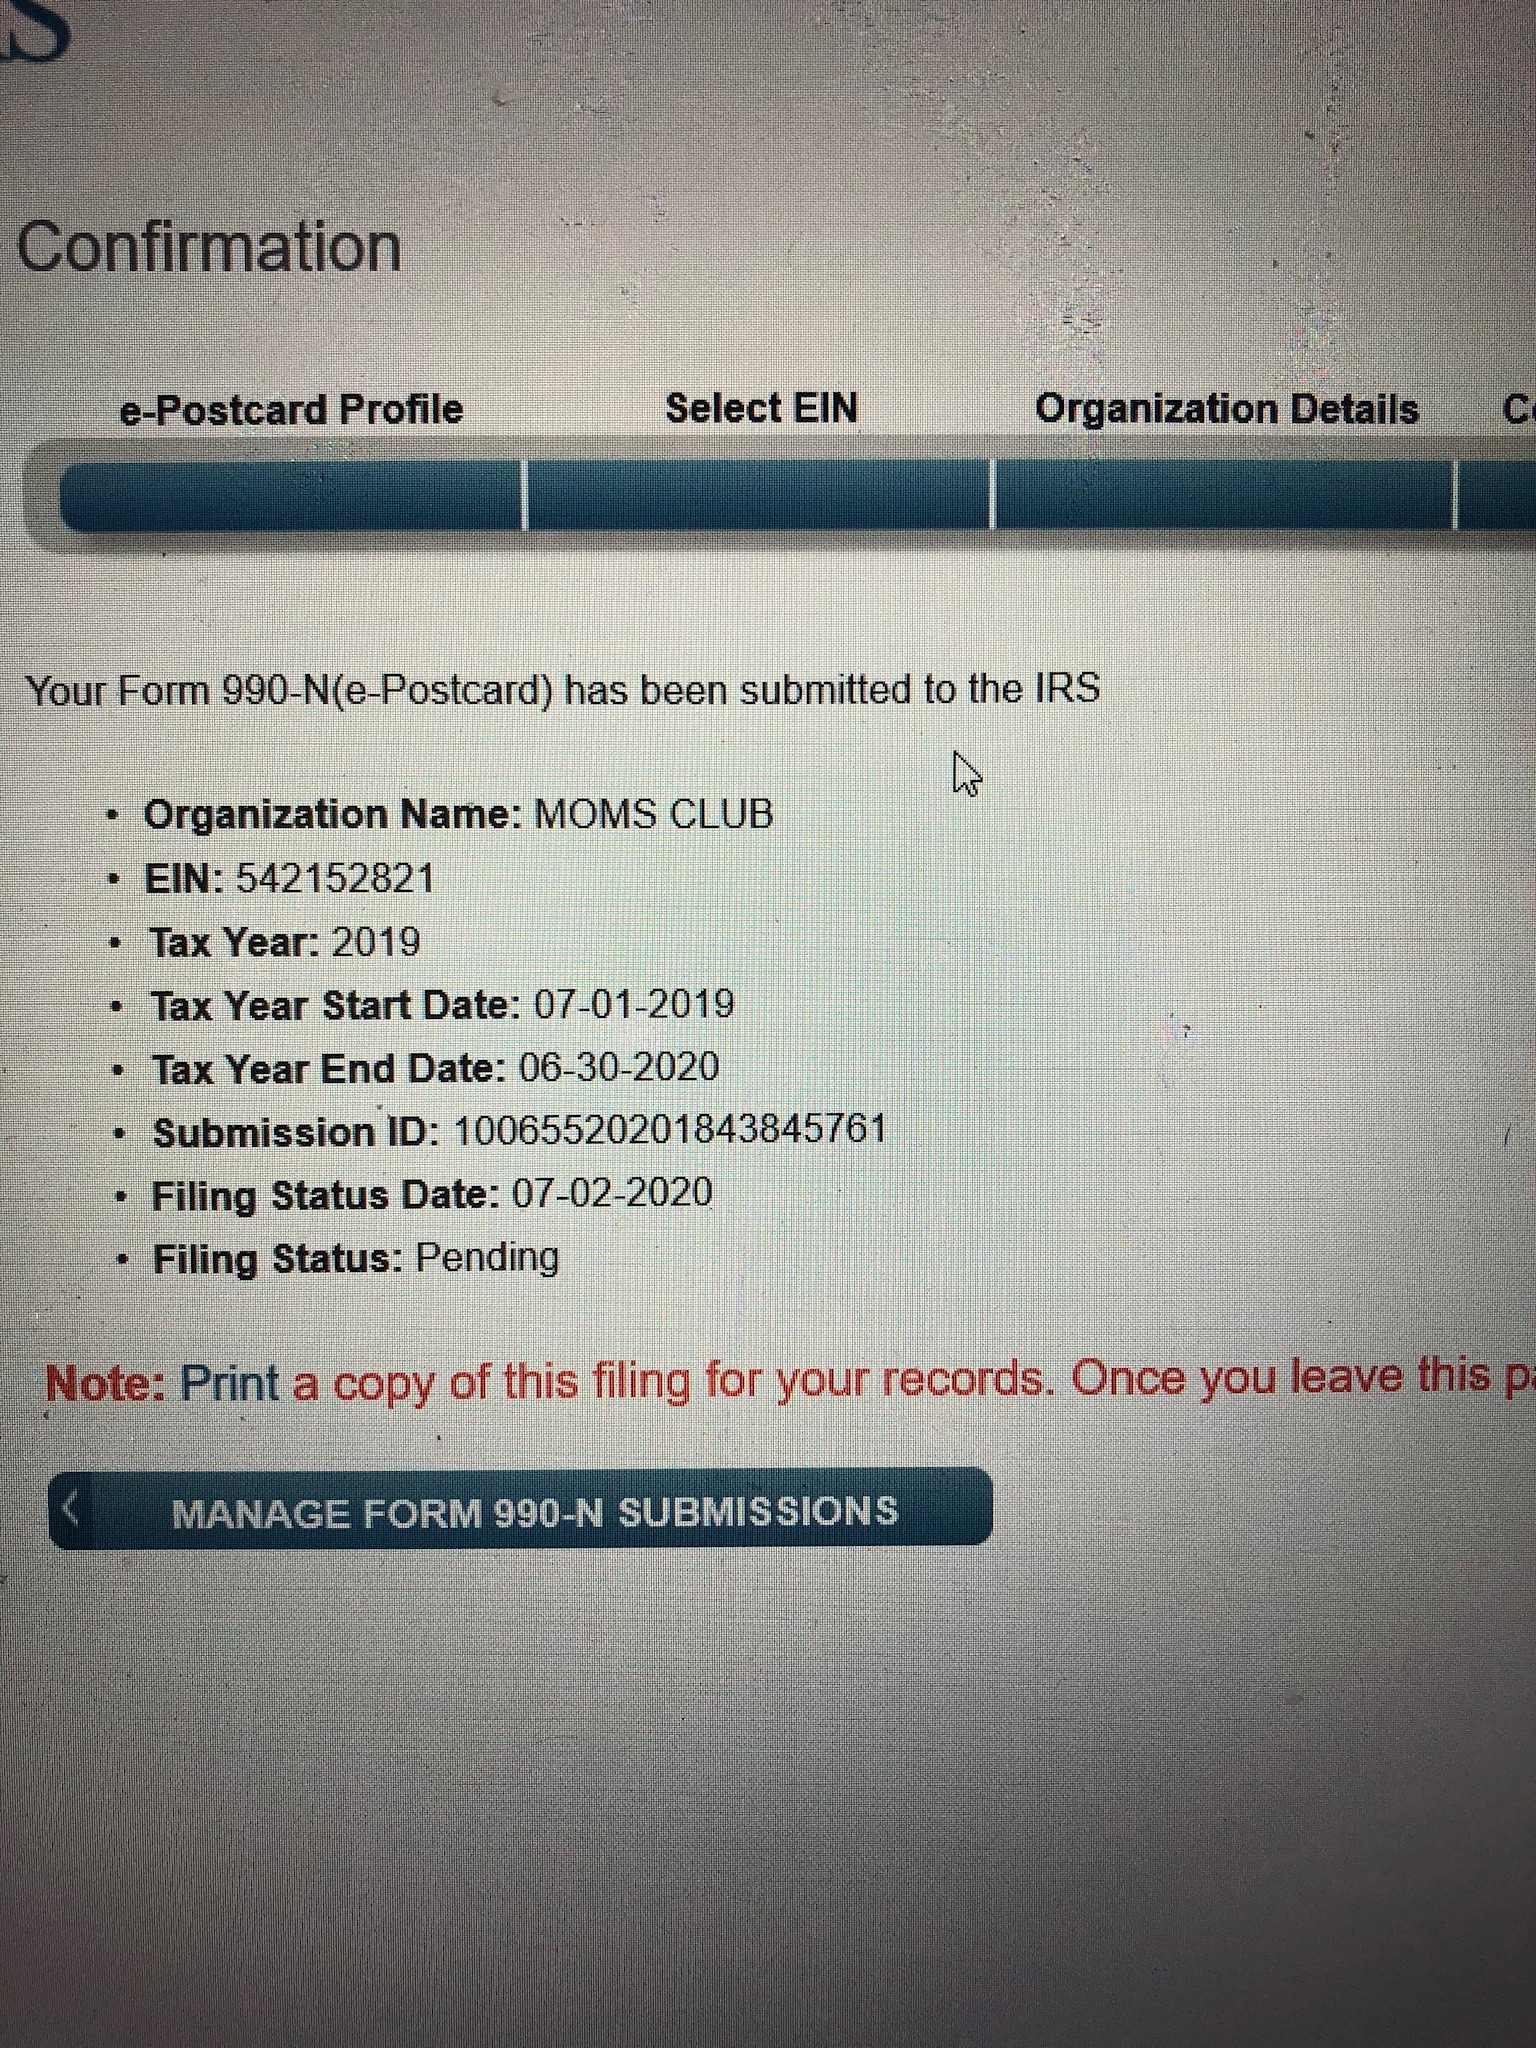 Confirmation
e-Postcard Profile Select EIN Organization Details
Your Form 990-N(e-Postcard) has been submitted to the IRS
• Organization Name: MOMS CLUB
• EIN: 542152821
• Tax Year: 2019
• Tax Year Start Date: 07-01-2019
• Tax Year End Date: 06-30-2020
• Submission ID: 10065520201843845761
• Filing Status Date: 07-02-2020
• Filing Status: Pending
Note: Print a copy of this filing for your records. Once you leave this
MANAGE FORM 990-N SUBMISSIONS